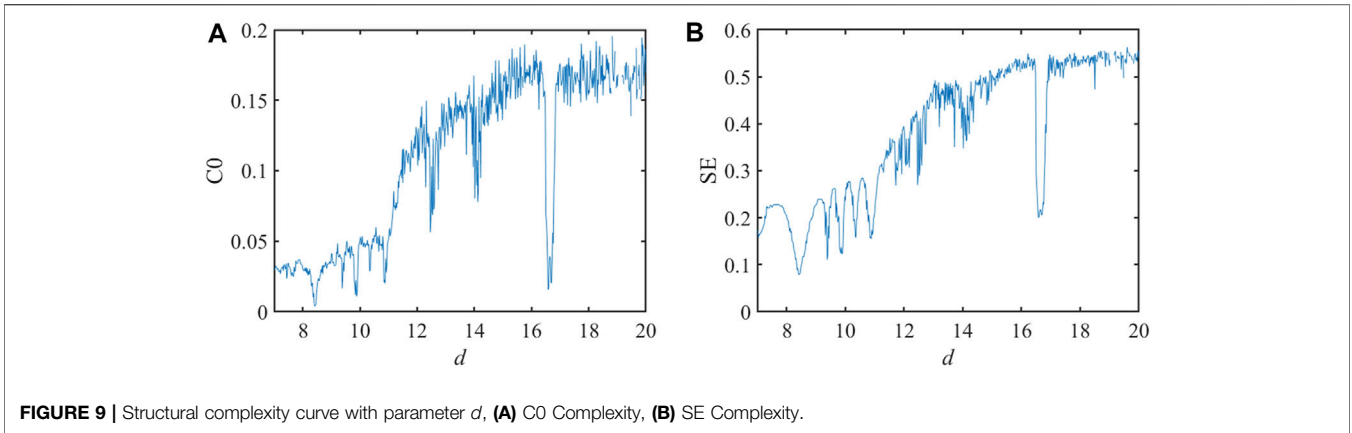 A
0.2
0.15
0.1
0.05
0
C0
8 10 12 14 16 18 20
d
B
0.6
0.5
0.4
0.3
0.2
0.1
0
SE
8 10 12 14 16 18 20
d
FIGURE 9 | Structural complexity curve with parameter d, (A) C0 Complexity, (B) SE Complexity.